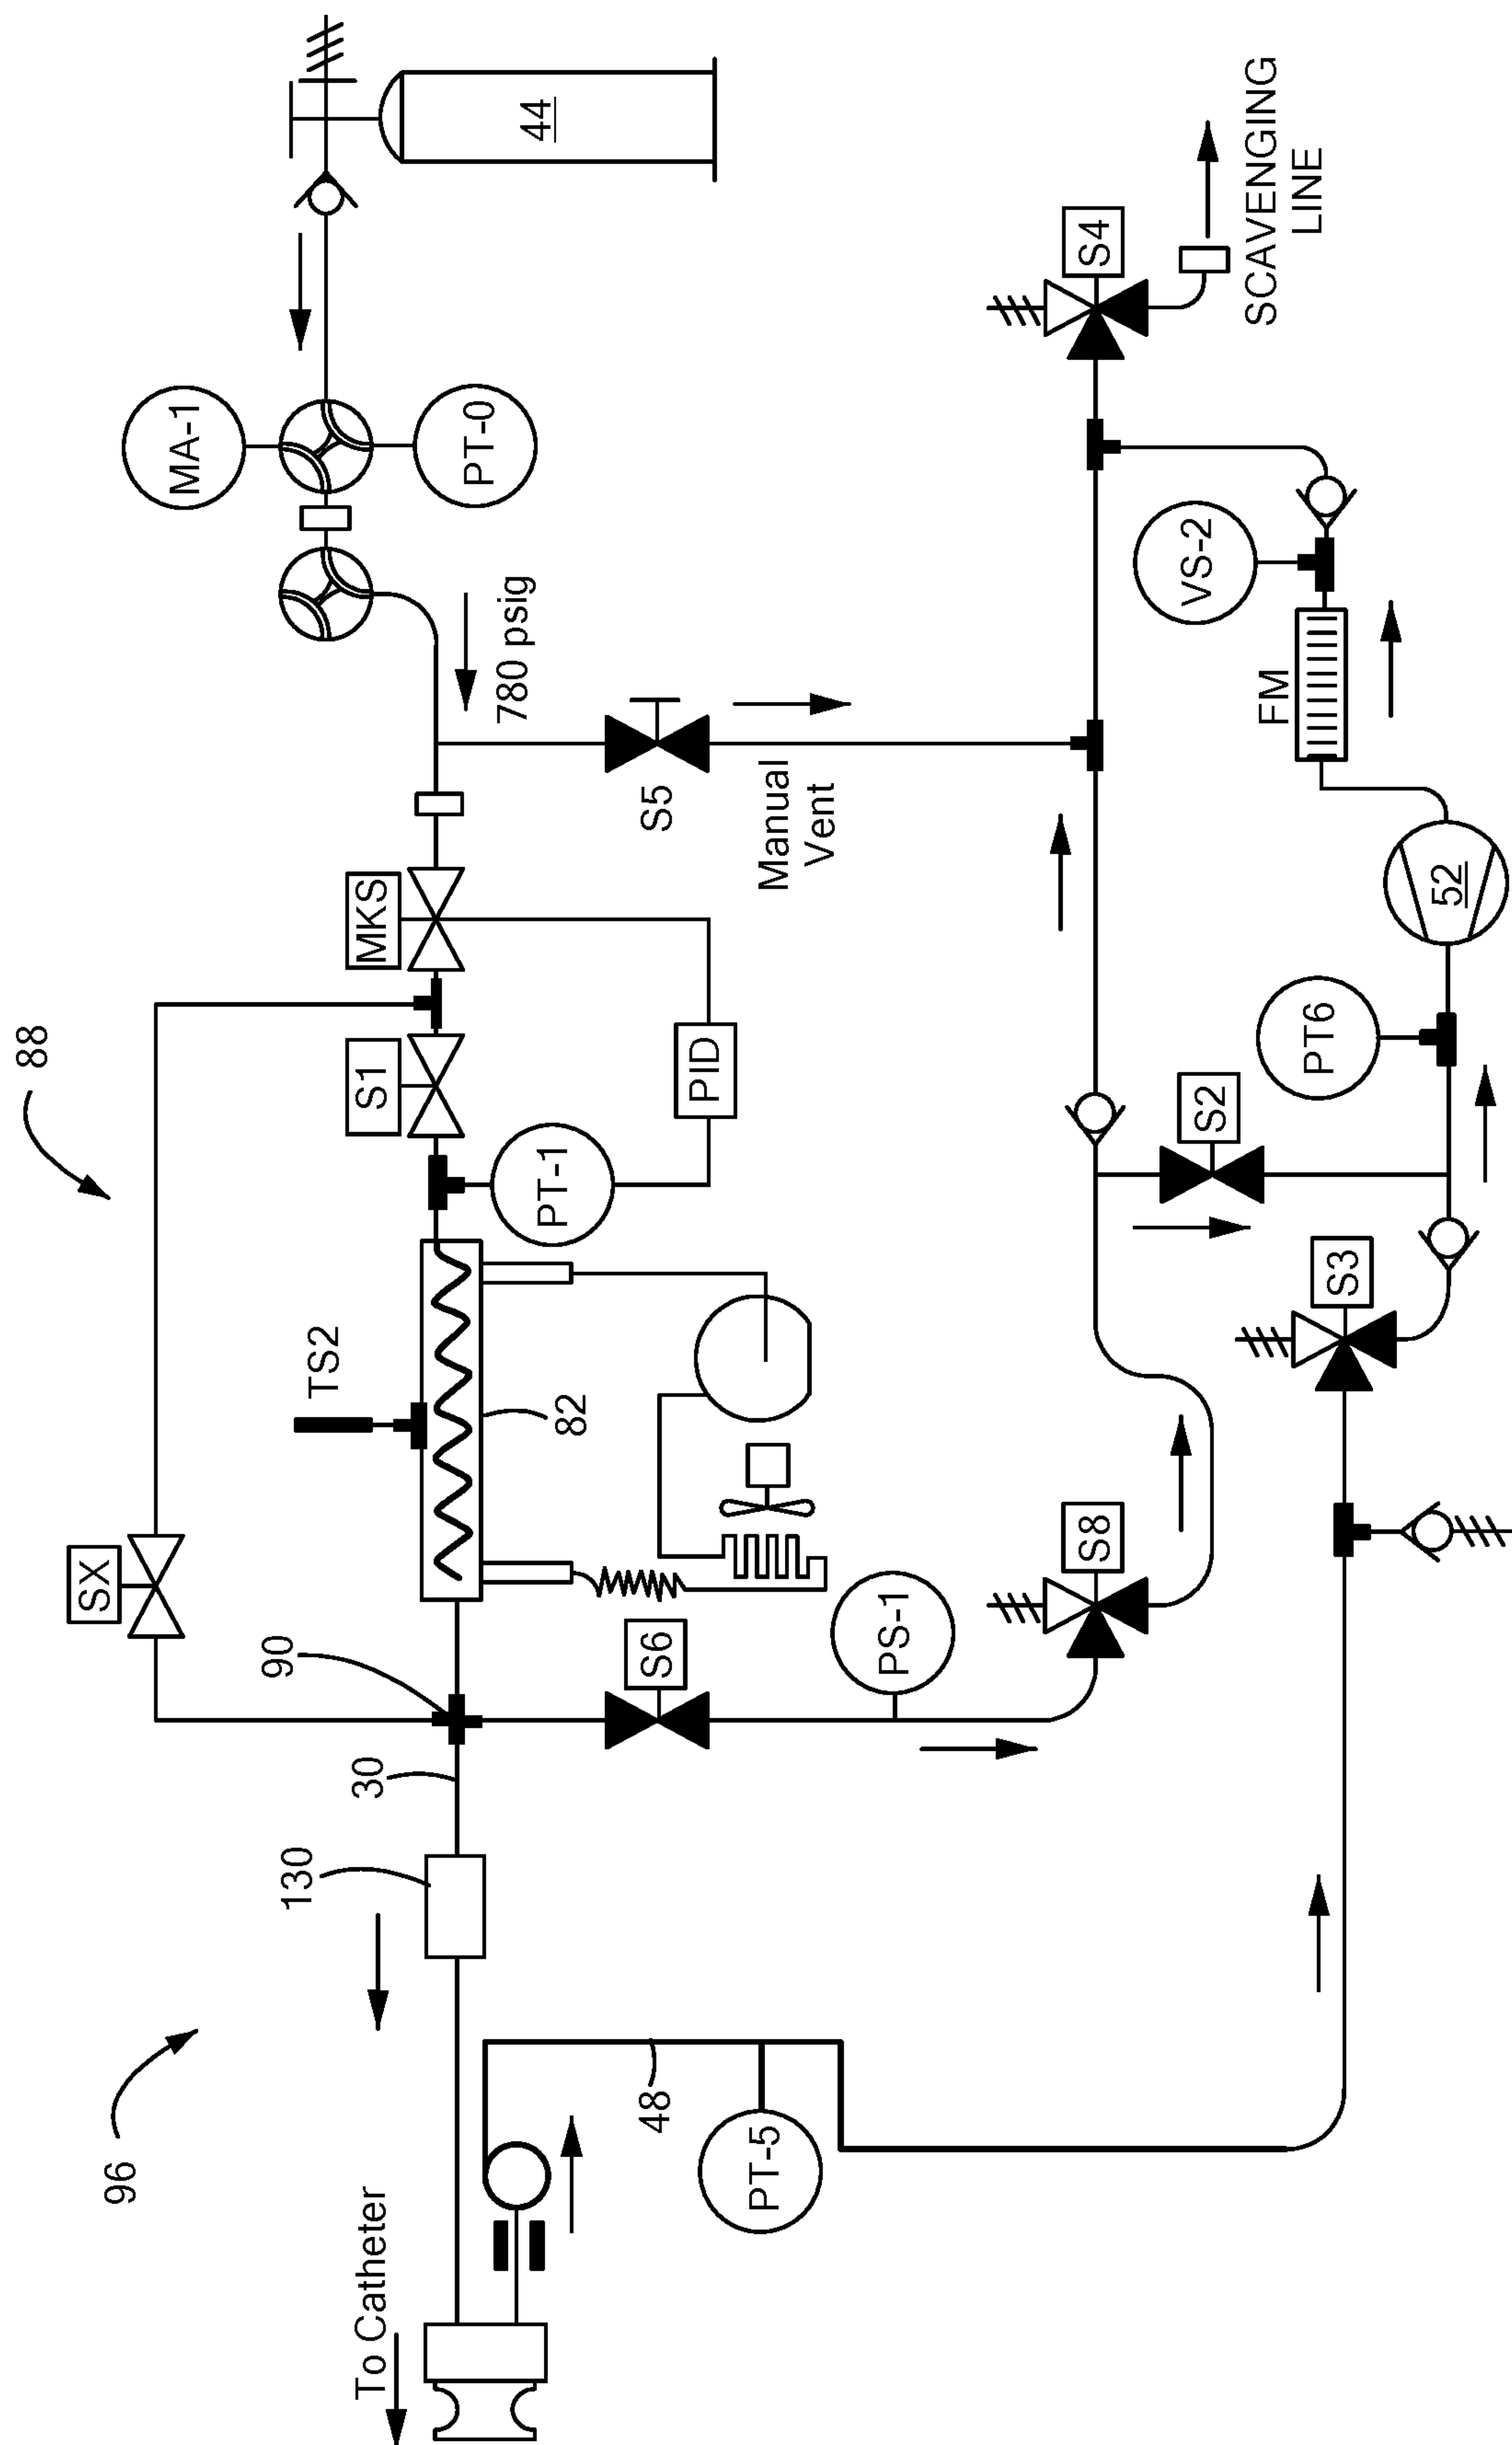 88
SX
96
MA-1
90
130
TS2
To Catheter
30
S1
MKS
PT-0
780 psig
44
PT-1
82
48
S6
S5
PID
PT-5
Manual
Vent
PS-1
S8
S4
VS-2
S2
SCAVENGING
LINE
FM
PT6
S3
52